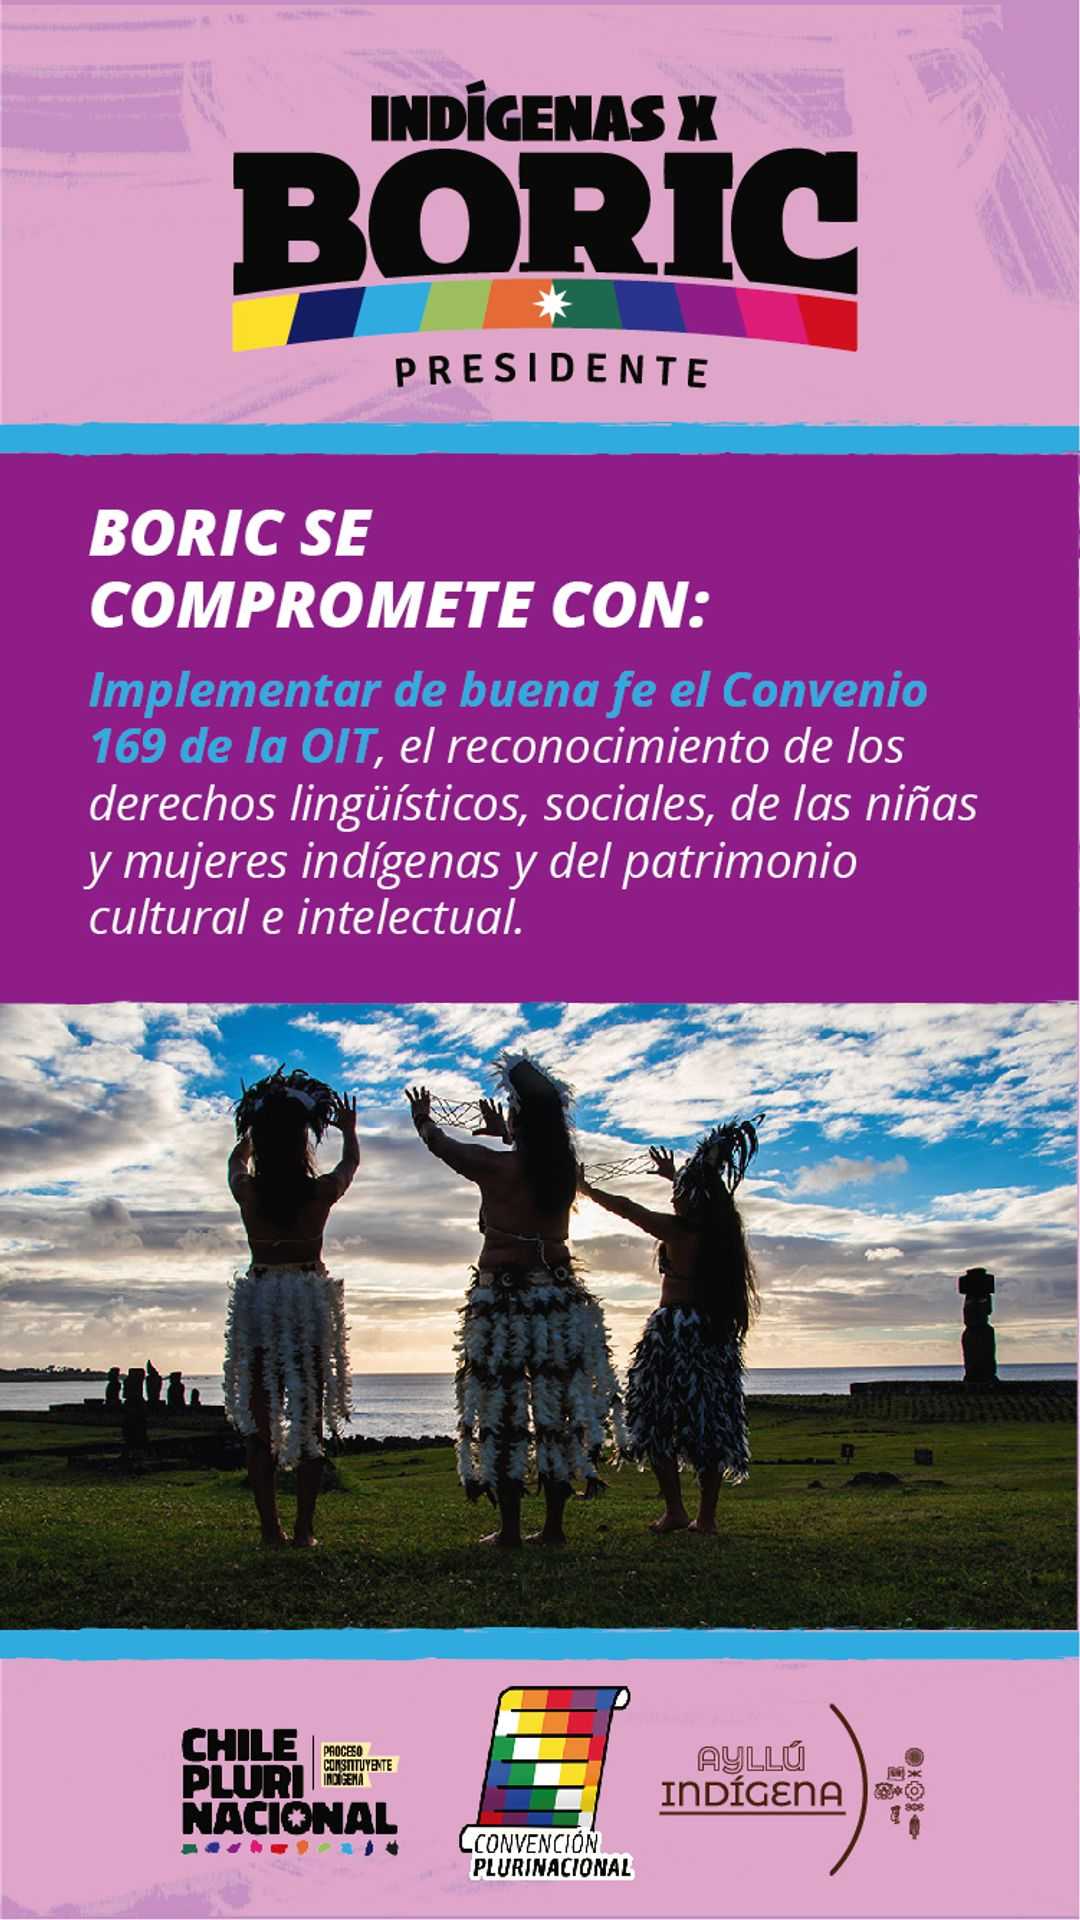 INDÍGENAS X
BORIC
PRESIDENTE
BORIC SE
COMPROMETE CON:
Implementar de buena fe el Convenio
169 de la OIT, el reconocimiento de los
derechos lingüísticos, sociales, de las niñas
y mujeres indígenas y del patrimonio
cultural e intelectual.
CHILE
PLURI
NACIONAL
PROCESO
CONSTITUYENTE
INDÍGENA
CONVENCIÓN
PLURINACIONAL
AYLLÚ
INDÍGENA